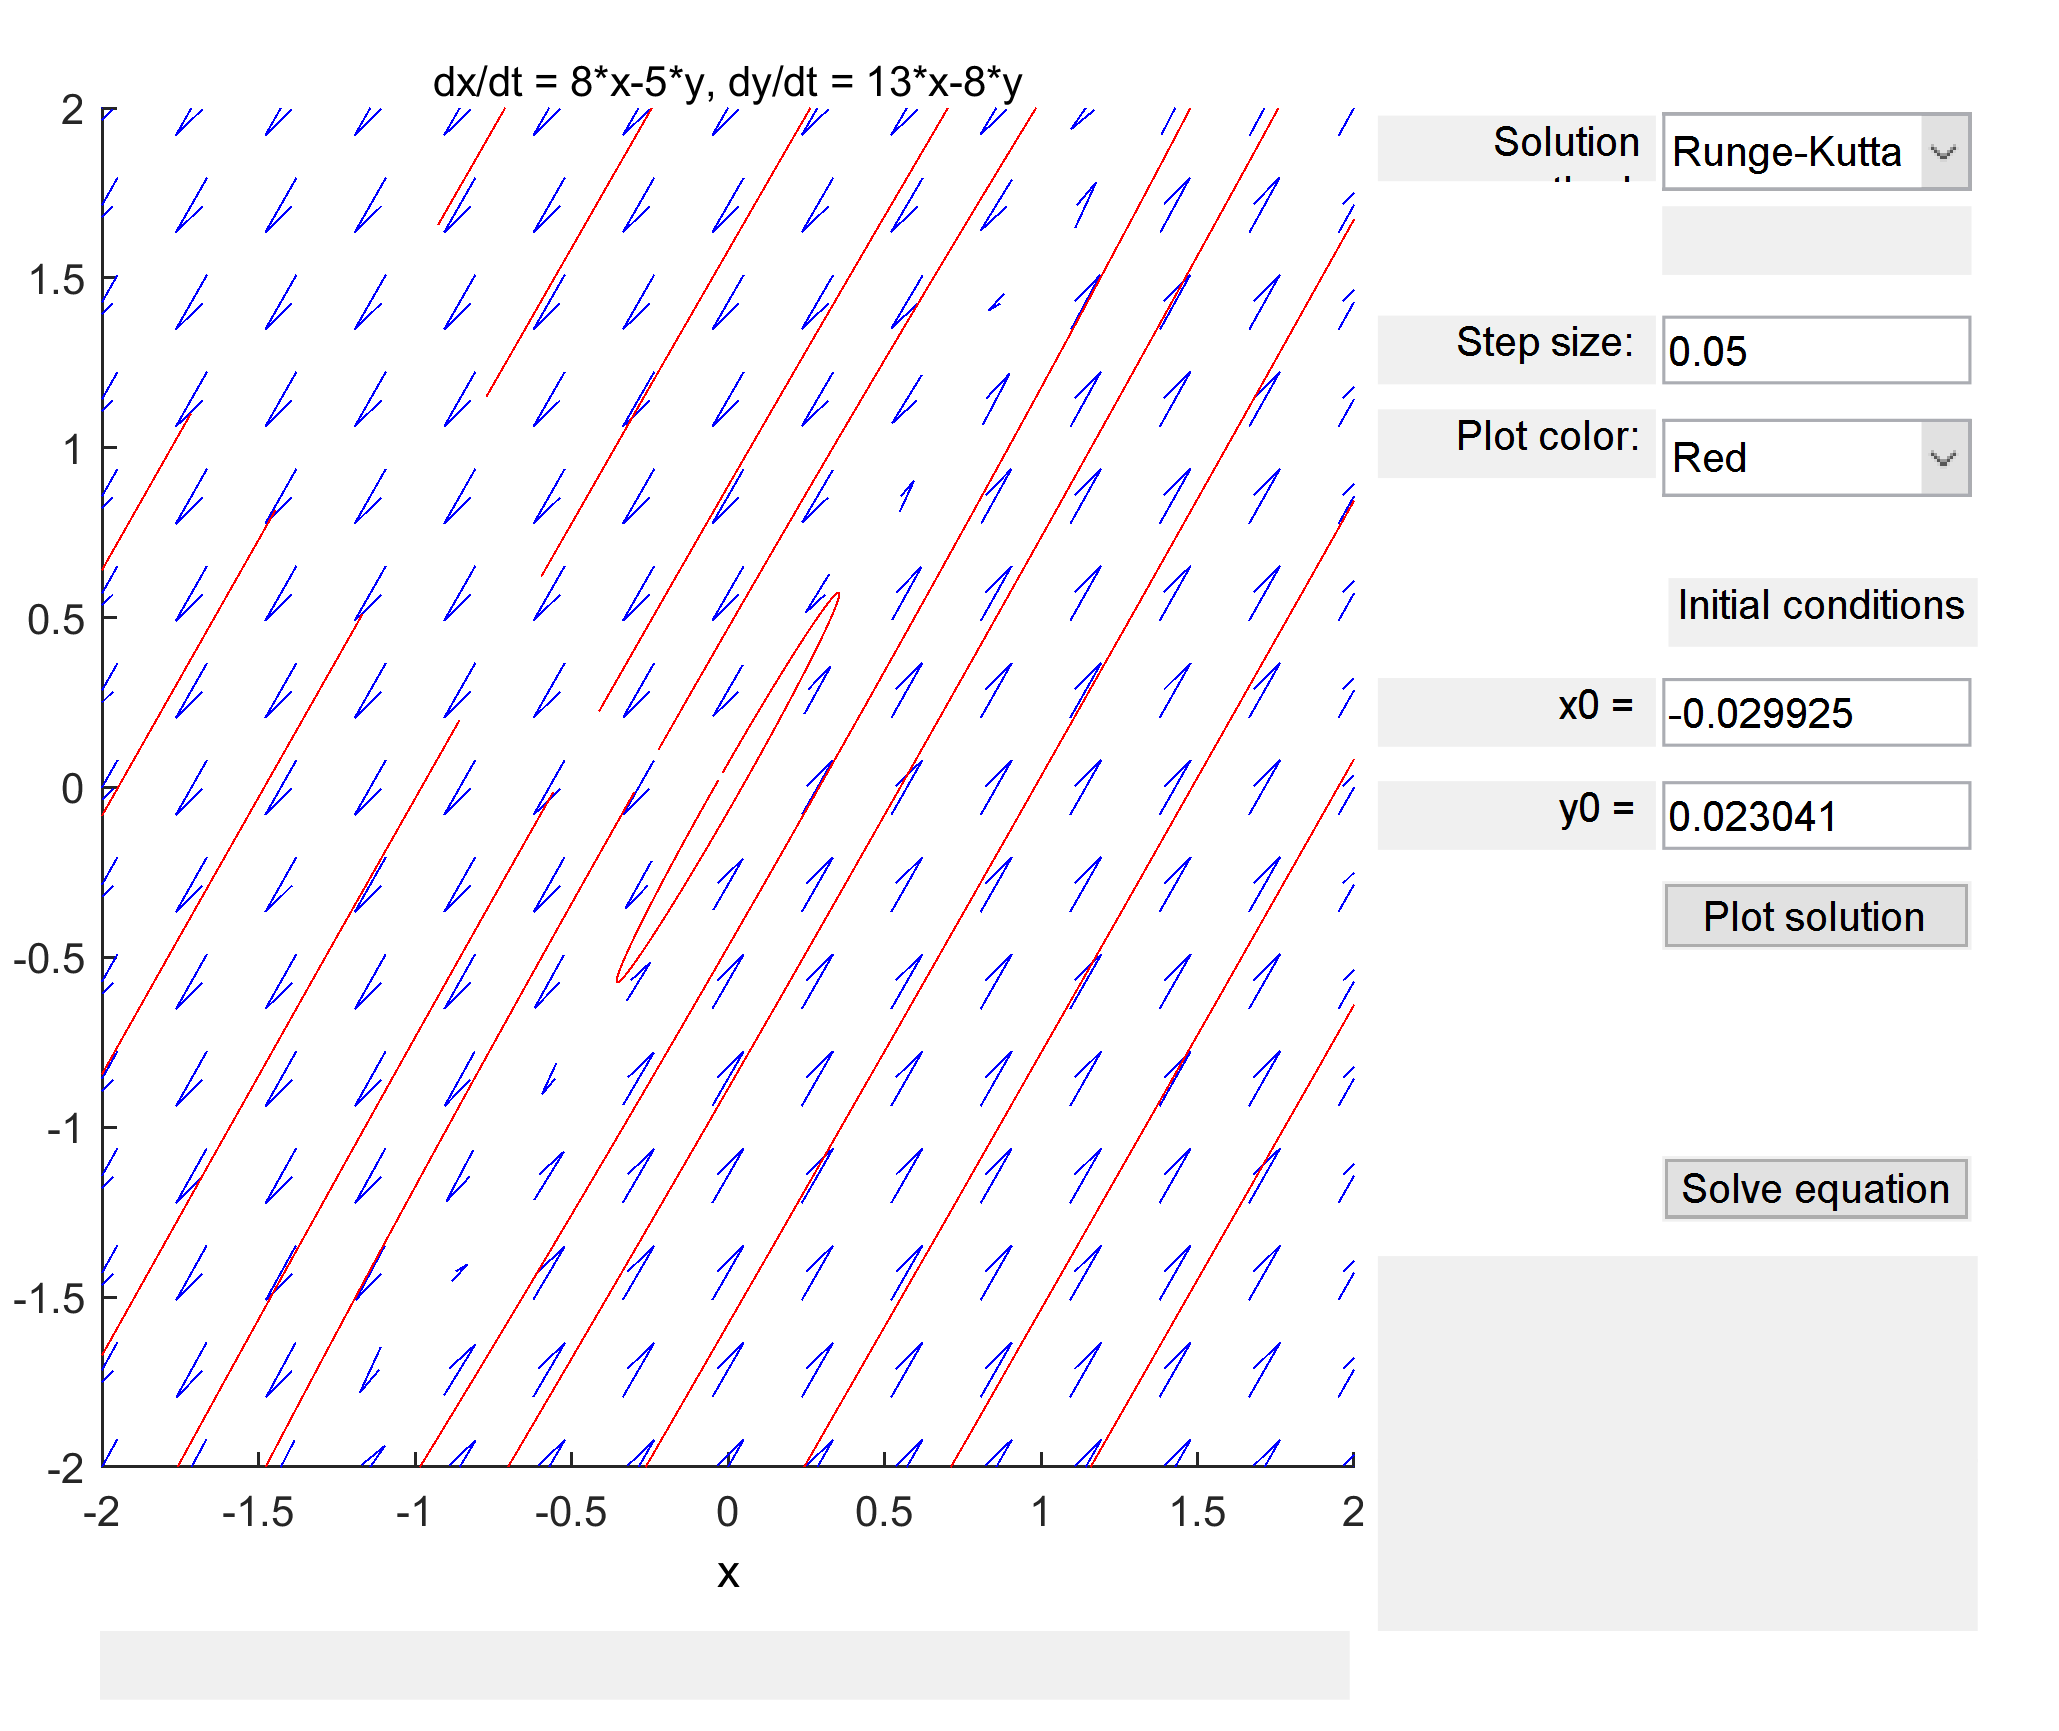 dx/dt = 8*x-5*y, dy/dt = 13*x-8*y
2
1.5
1
0.5
0
-0.5
-1
-1.5
-2
-2 -1.5 -1 -0.5 0 0.5 1 1.5 2
x
Solution
Runge-Kutta
Step size:
0.05
Plot color:
Red
Initial conditions
x0 =
-0.029925
y0 =
0.023041
Plot solution
Solve equation